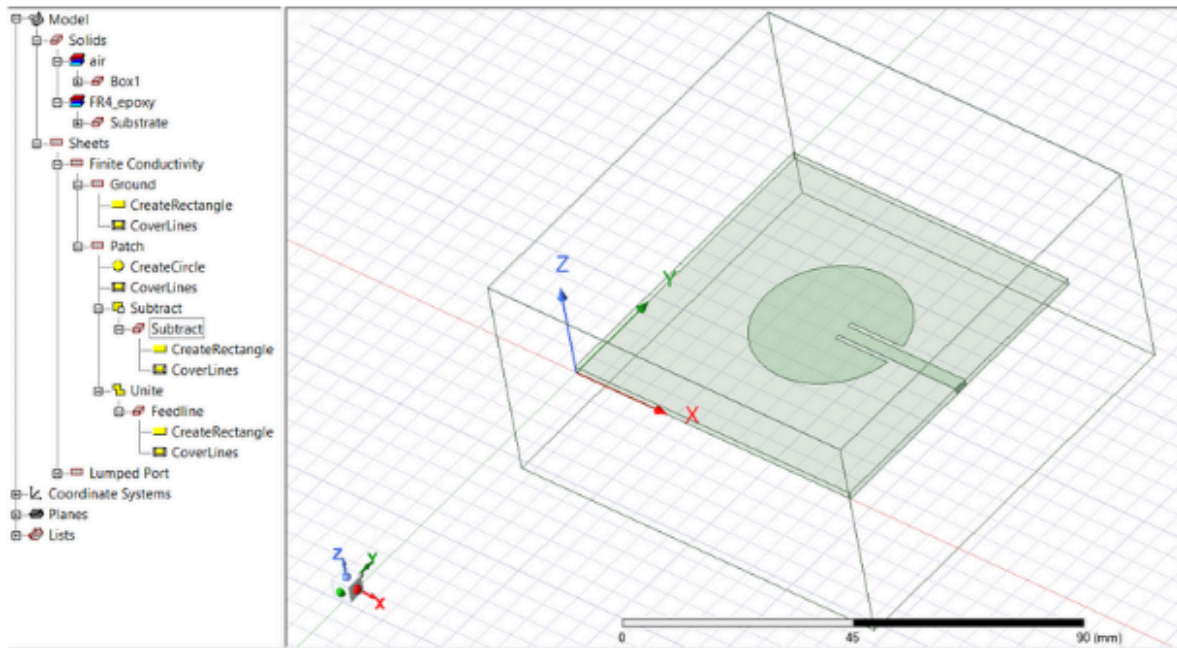 Model
Solids
air
Box1
FR4_epoxy
Substrate
Sheets
Finite Conductivity
Ground
CreateRectangle
CoverLines
Patch
CreateCircle
CoverLines
Subtract
Subtract
CreateRectangle
CoverLines
Unite
Feedline
CreateRectangle
CoverLines
Lumped Port
Coordinate Systems
Planes
Lists
Z
Y
X
Z
Y
X
0 45 90 (mm)